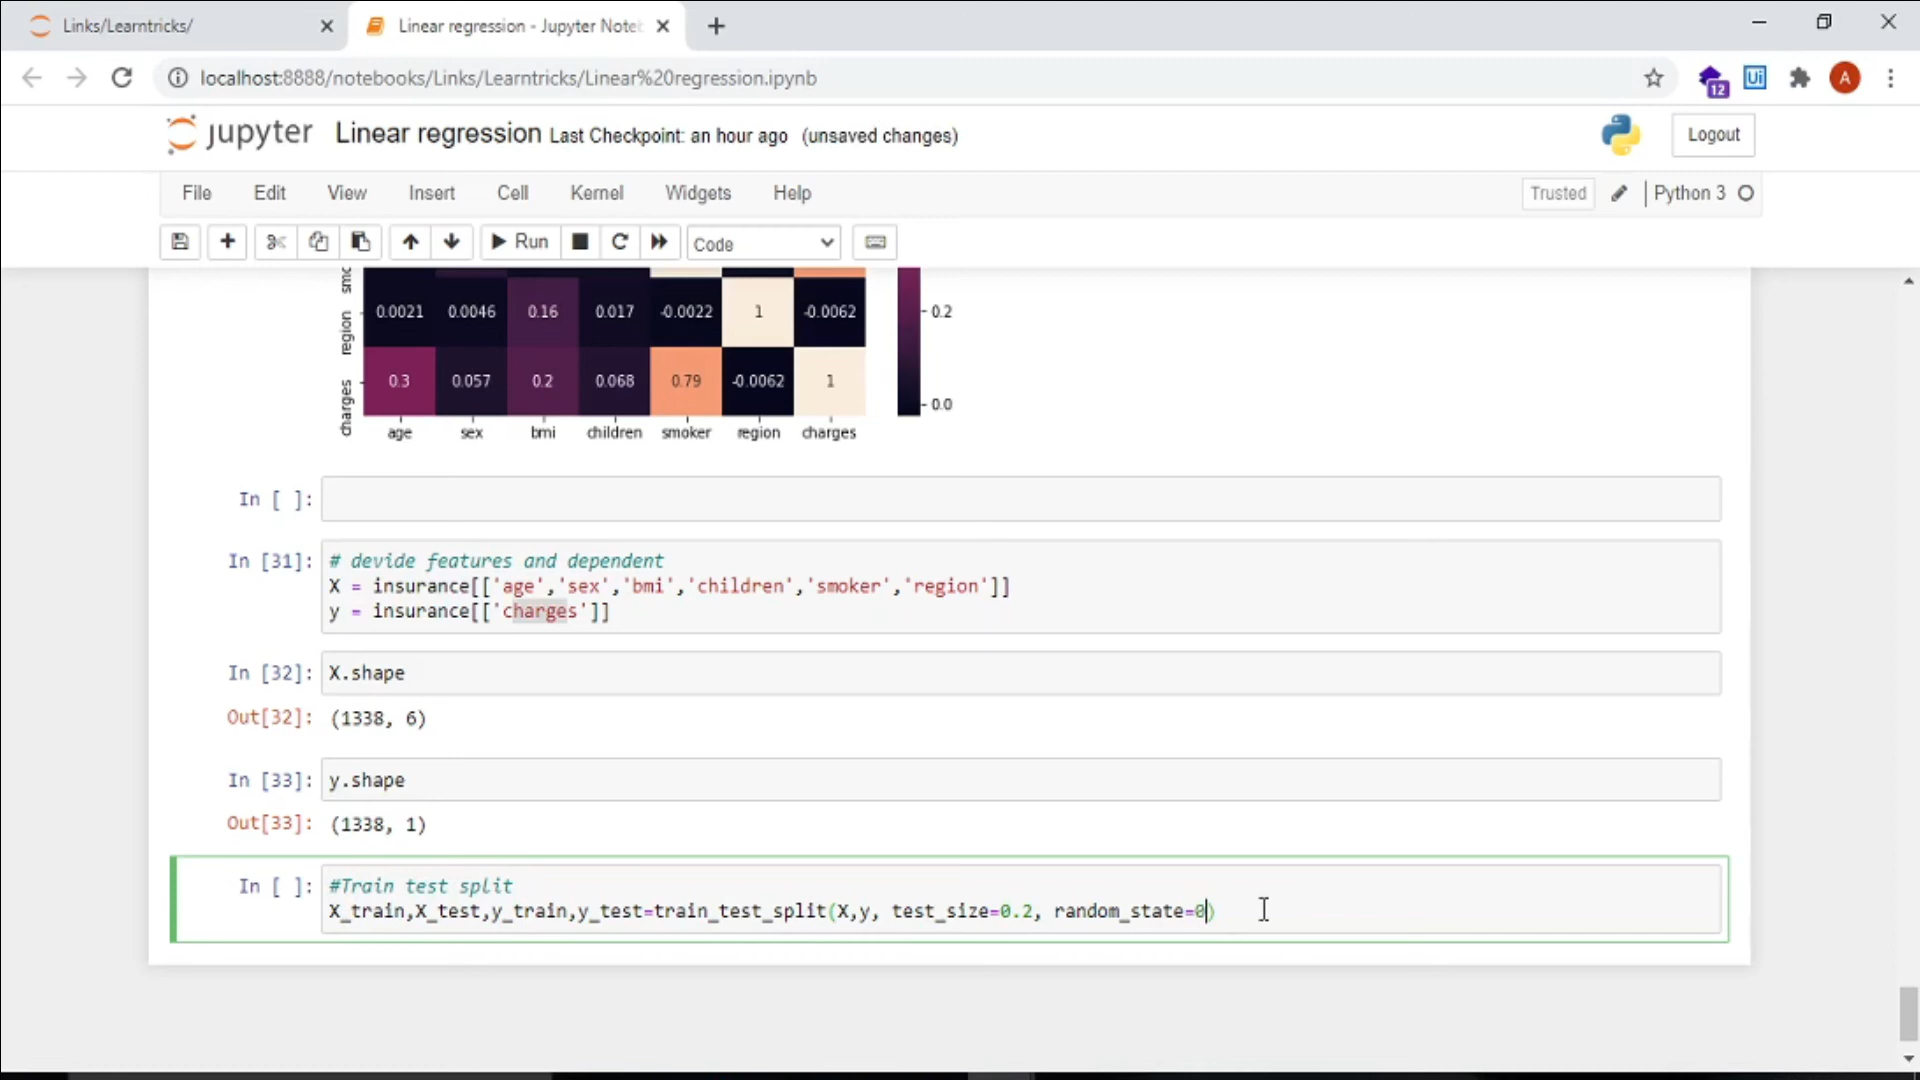 Links/Learntricks/
Linear regression - Jupyter Note
localhost:8888/notebooks/Links/Learntricks/Linear%20regression.ipynb
12
Ui
A
jupyter Linear regression Last Checkpoint: an hour ago (unsaved changes)
Logout
File Edit View Insert Cell Kernel Widgets Help
Trusted
Python 3
Run
Code
smo
region
0.0021 0.0046 0.16 0.017 -0.0022 1 -0.0062
0.2
charges
0.3 0.057 0.2 0.068 0.79 -0.0062 1
0.0
age sex bmi children smoker region charges
In [ ]:
In [31]: # devide features and dependent
X = insurance[['age','sex','bmi','children','smoker','region']]
y = insurance[['charges']]
In [32]: X.shape
Out[32]: (1338, 6)
In [33]: y.shape
Out[33]: (1338, 1)
In [ ]: #Train test split
X_train,X_test,y_train,y_test=train_test_split(X,y, test_size=0.2, random_state=0)